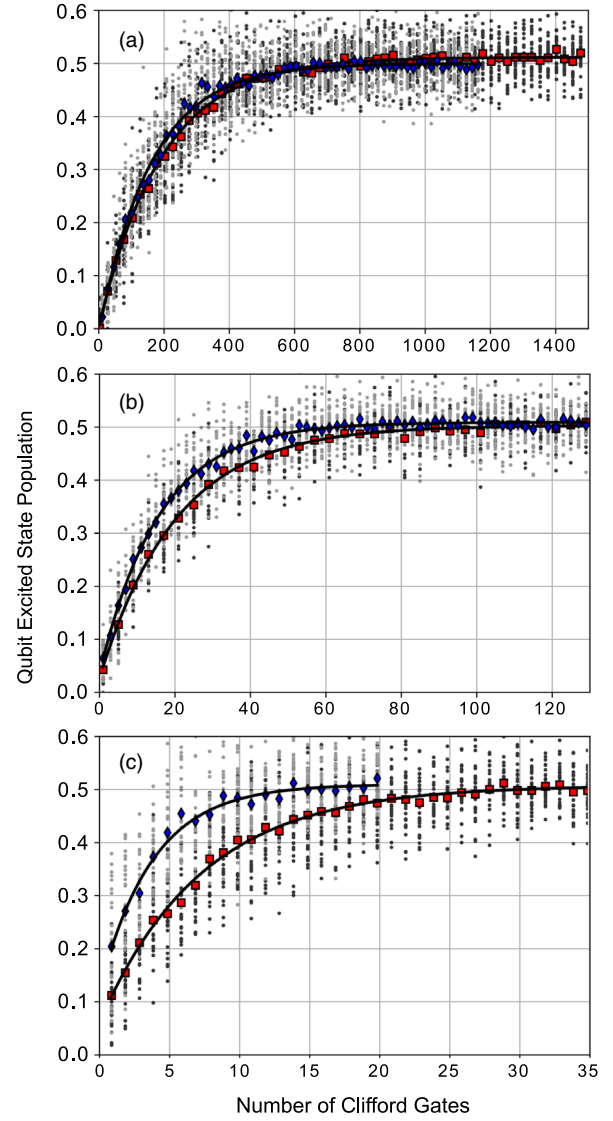 (a)
0.6
0.5
0.4
0.3
0.2
0.1
0.0
0 200 400 600 800 1000 1200 1400
(b)
0.6
0.5
0.4
0.3
0.2
0.1
0.0
0 20 40 60 80 100 120
Qubit Excited State Population
(c)
0.6
0.5
0.4
0.3
0.2
0.1
0.0
0 5 10 15 20 25 30 35
Number of Clifford Gates